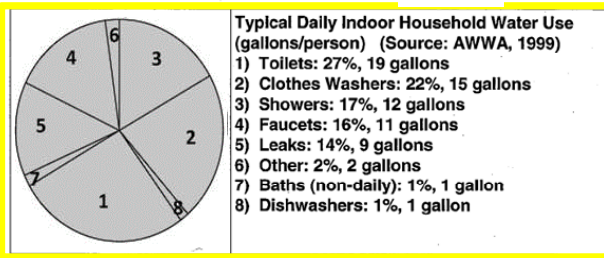 Typical Daily Indoor Household Water Use
(gallons/person) (Source: AWWA, 1999)
1) Toilets: 27%, 19 gallons
2) Clothes Washers: 22%, 15 gallons
3) Showers: 17%, 12 gallons
4) Faucets: 16%, 11 gallons
5) Leaks: 14%, 9 gallons
6) Other: 2%, 2 gallons
7) Baths (non-daily): 1%, 1 gallon
8) Dishwashers: 1%, 1 gallon
6
4
3
5
2
7
1
8